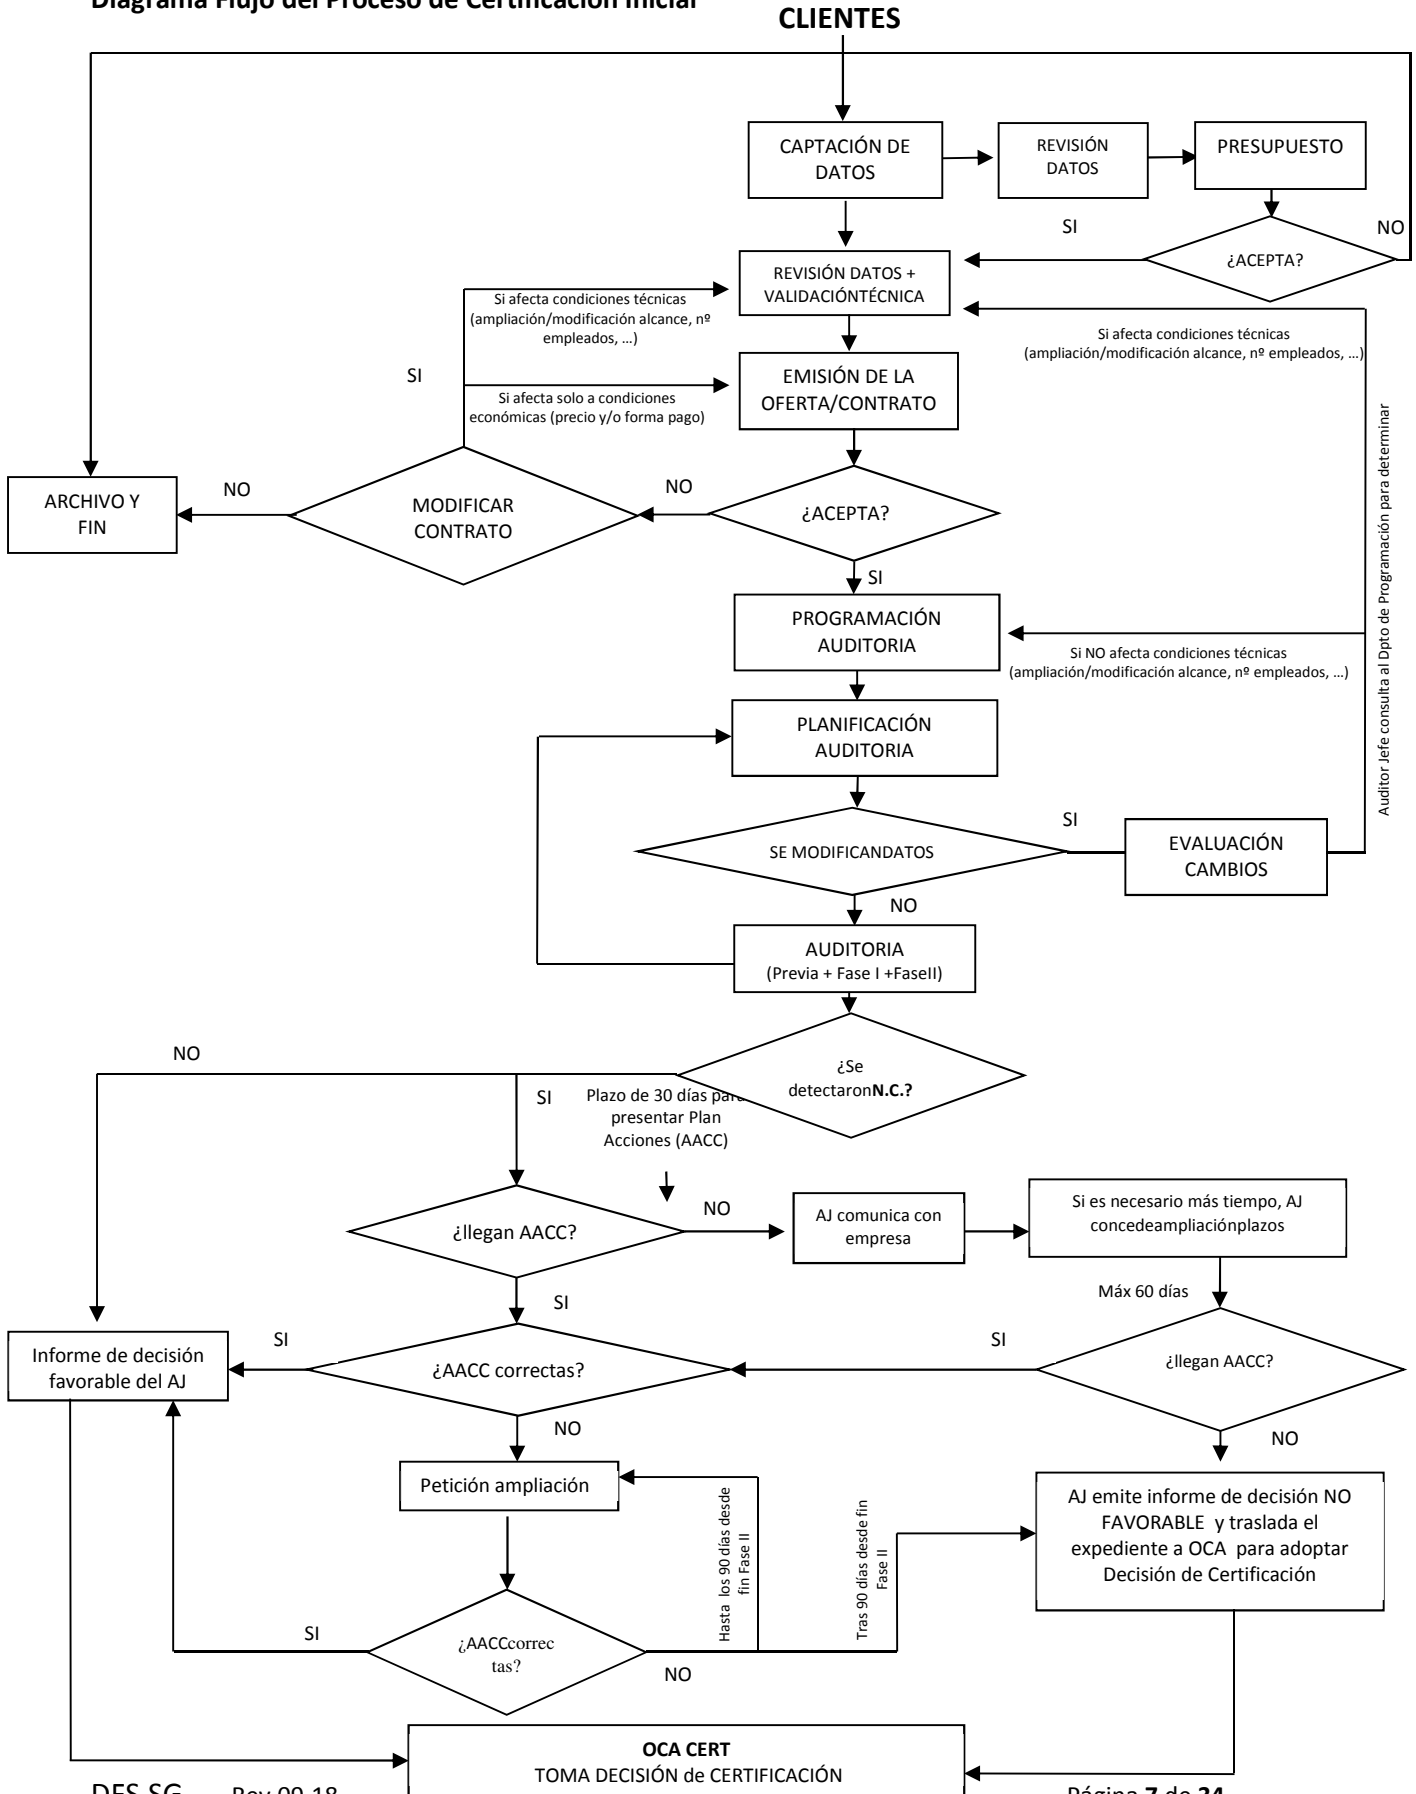 Diagrama Flujo del Proceso de Certificación Inicial
CLIENTES
CAPTACIÓN DE
DATOS
REVISIÓN
DATOS
PRESUPUESTO
SI
NO
¿ACEPTA?
REVISIÓN DATOS +
VALIDACIÓNTÉCNICA
Si afecta condiciones técnicas
(ampliación/modificación alcance, nº
empleados, …)
Si afecta condiciones técnicas
(ampliación/modificación alcance, nº empleados, …)
SI
EMISIÓN DE LA
OFERTA/CONTRATO
Si afecta solo a condiciones
económicas (precio y/o forma pago)
Auditor Jefe consulta al Dpto de Programación para determinar
ARCHIVO Y
FIN
NO
MODIFICAR
CONTRATO
NO
¿ACEPTA?
SI
PROGRAMACIÓN
AUDITORIA
Si NO afecta condiciones técnicas
(ampliación/modificación alcance, nº empleados, …)
PLANIFICACIÓN
AUDITORIA
SE MODIFICANDATOS
SI
EVALUACIÓN
CAMBIOS
NO
AUDITORIA
(Previa + Fase I +FaseII)
NO
¿Se
detectaronN.C.?
SI
Plazo de 30 días para
presentar Plan
Acciones (AACC)
¿llegan AACC?
NO
AJ comunica con
empresa
Si es necesario más tiempo, AJ
concedeampliaciónplazos
Máx 60 días
SI
Informe de decisión
favorable del AJ
SI
¿AACC correctas?
SI
¿llegan AACC?
NO
NO
Petición ampliación
Hasta los 90 días desde
fin Fase II
Tras 90 días desde fin
Fase II
AJ emite informe de decisión NO
FAVORABLE y traslada el
expediente a OCA para adoptar
Decisión de Certificación
SI
¿AACCcorrec
tas?
NO
OCA CERT
TOMA DECISIÓN de CERTIFICACIÓN
DES-SG Rev 09-18
Página 7 de 24